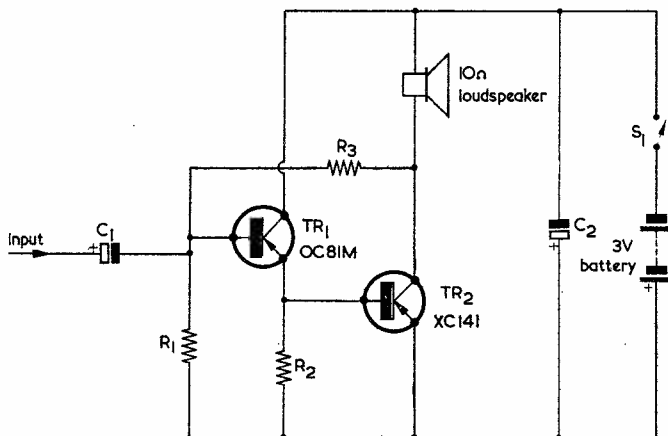 10Ω
loudspeaker
S1
R3
C1
+
input
TR1
OC81M
C2
+
3V
battery
+
TR2
XC141
R1
R2